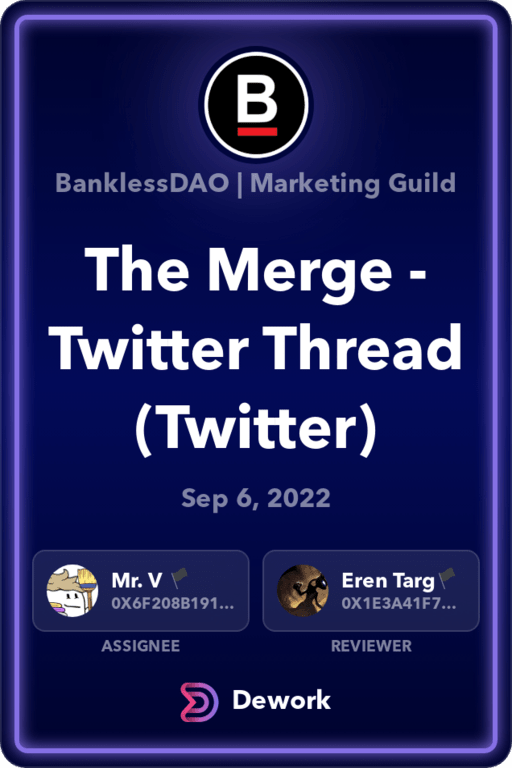 B
BanklessDAO | Marketing Guild
The Merge -
Twitter Thread
(Twitter)
Sep 6, 2022
Mr. V 🏴
0X6F208B191...
ASSIGNEE
Eren Targ🏴
0X1E3A41F7...
REVIEWER
Dework